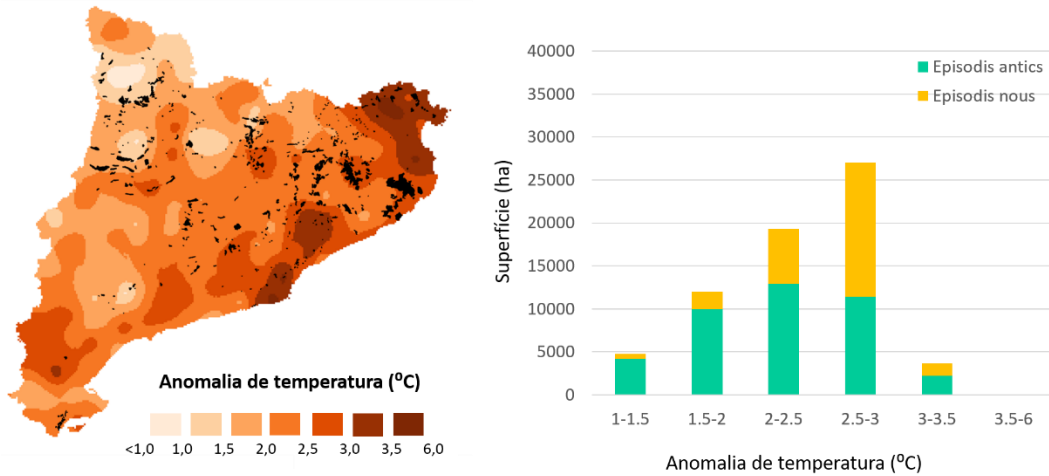 Anomalia de temperatura (⁰C)
<1,0 1,0 1,5 2,0 2,5 3,0 3,5 6,0
40000
35000
30000
25000
20000
15000
10000
5000
0
Superfície (ha)
Episodis antics
Episodis nous
1-1.5 1.5-2 2-2.5 2.5-3 3-3.5 3.5-6
Anomalia de temperatura (⁰C)